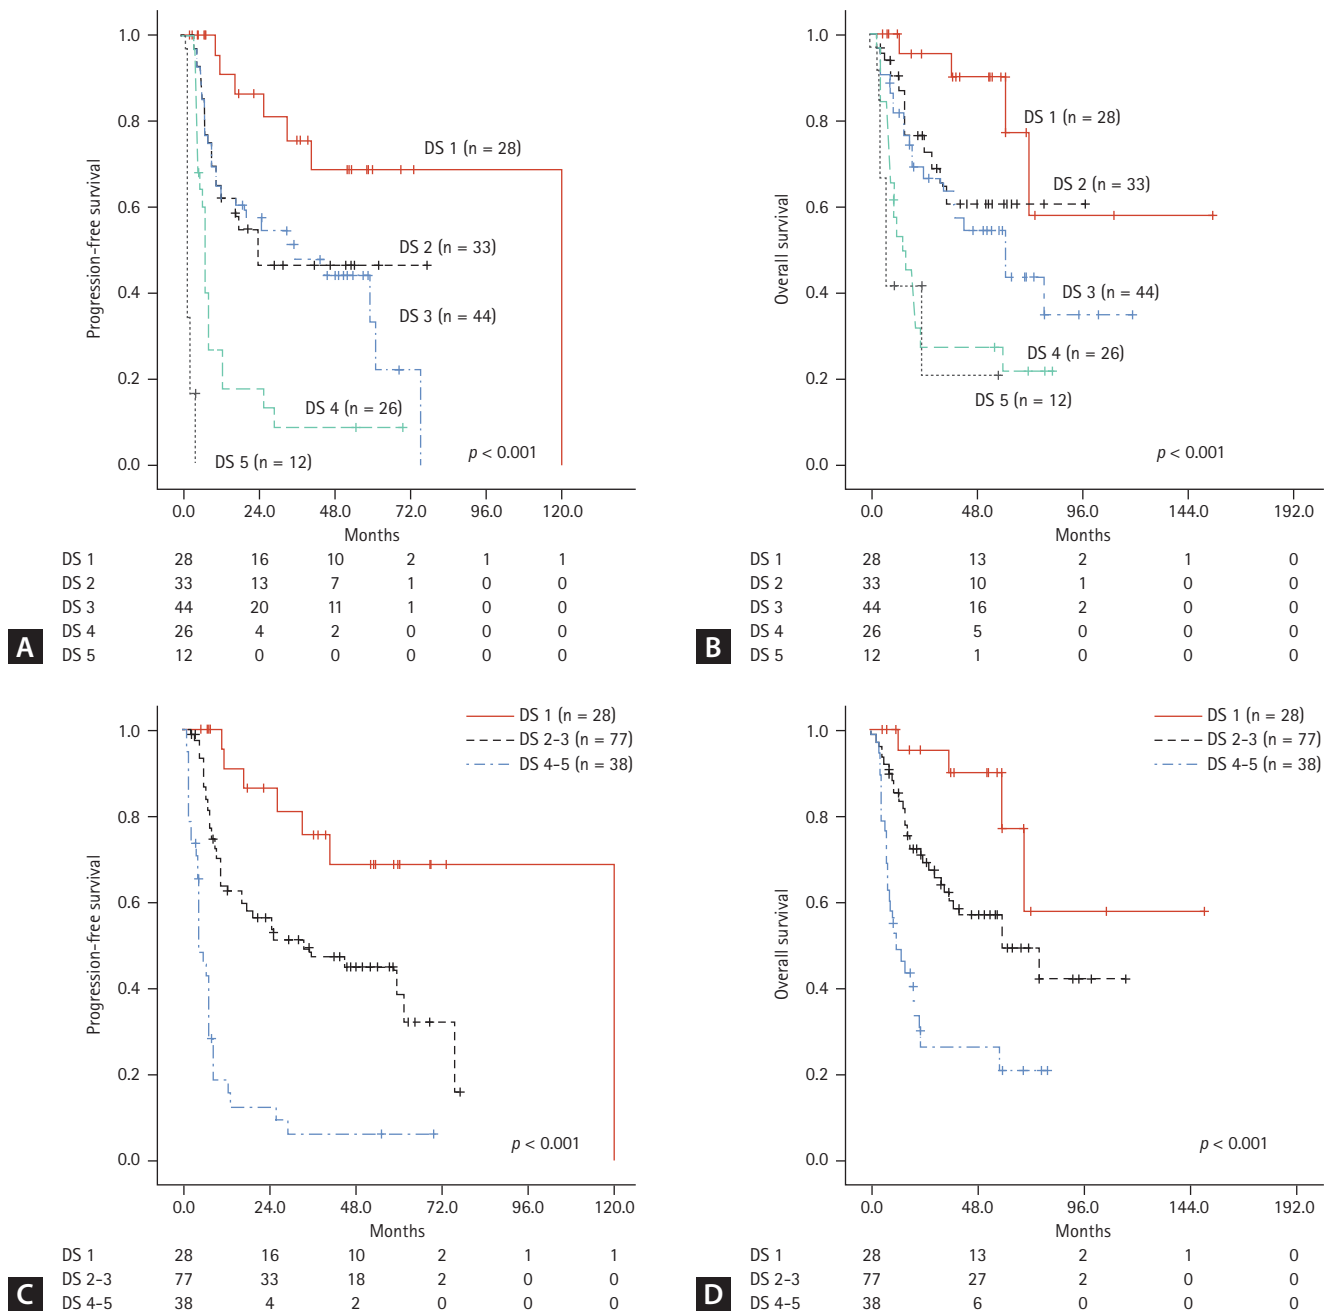 1.0
0.8
0.6
0.4
0.2
0.0
Progression-free survival
DS 1 (n = 28)
DS 2 (n = 33)
DS 3 (n = 44)
DS 4 (n = 26)
DS 5 (n = 12)
p < 0.001
0.0 24.0 48.0 72.0 96.0 120.0
Months
DS 1 28 16 10 2 1 1
DS 2 33 13 7 1 0 0
DS 3 44 20 11 1 0 0
DS 4 26 4 2 0 0 0
DS 5 12 0 0 0 0 0
A
1.0
0.8
0.6
0.4
0.2
0.0
Overall survival
DS 1 (n = 28)
DS 2 (n = 33)
DS 3 (n = 44)
DS 4 (n = 26)
DS 5 (n = 12)
p < 0.001
0.0 48.0 96.0 144.0 192.0
Months
DS 1 28 13 2 1 0
DS 2 33 10 1 0 0
DS 3 44 16 2 0 0
DS 4 26 5 0 0 0
DS 5 12 1 0 0 0
B
1.0
0.8
0.6
0.4
0.2
0.0
Progression-free survival
DS 1 (n = 28)
DS 2-3 (n = 77)
DS 4-5 (n = 38)
p < 0.001
0.0 24.0 48.0 72.0 96.0 120.0
Months
DS 1 28 16 10 2 1 1
DS 2-3 77 33 18 2 0 0
DS 4-5 38 4 2 0 0 0
C
1.0
0.8
0.6
0.4
0.2
0.0
Overall survival
DS 1 (n = 28)
DS 2-3 (n = 77)
DS 4-5 (n = 38)
p < 0.001
0.0 48.0 96.0 144.0 192.0
Months
DS 1 28 13 2 1 0
DS 2-3 77 27 2 0 0
DS 4-5 38 6 0 0 0
D